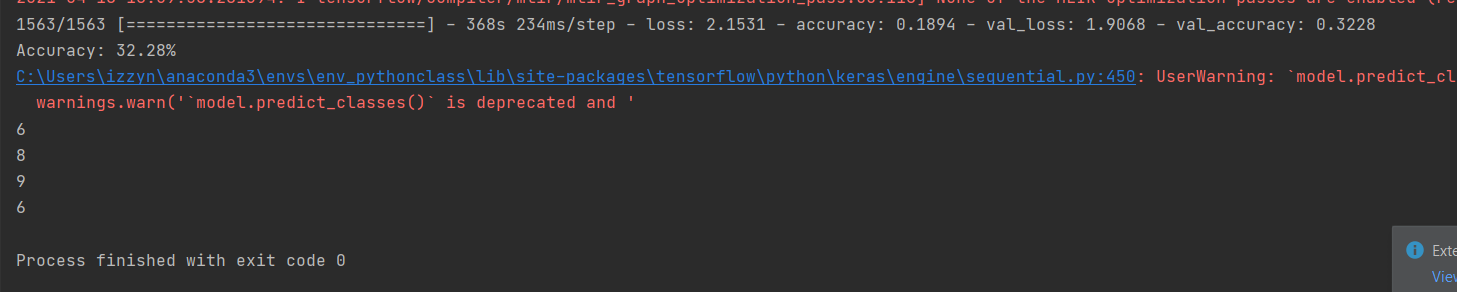 1563/1563 [==============================] - 368s 234ms/step - loss: 2.1531 - accuracy: 0.1894 - val_loss: 1.9068 - val_accuracy: 0.3228
Accuracy: 32.28%
C:\Users\izzyn\anaconda3\envs\env_pythonclass\lib\site-packages\tensorflow\python\keras\engine\sequential.py:450: UserWarning: `model.predict_cl
warnings.warn('`model.predict_classes()` is deprecated and '
6
8
9
6
Process finished with exit code 0
Exte
View